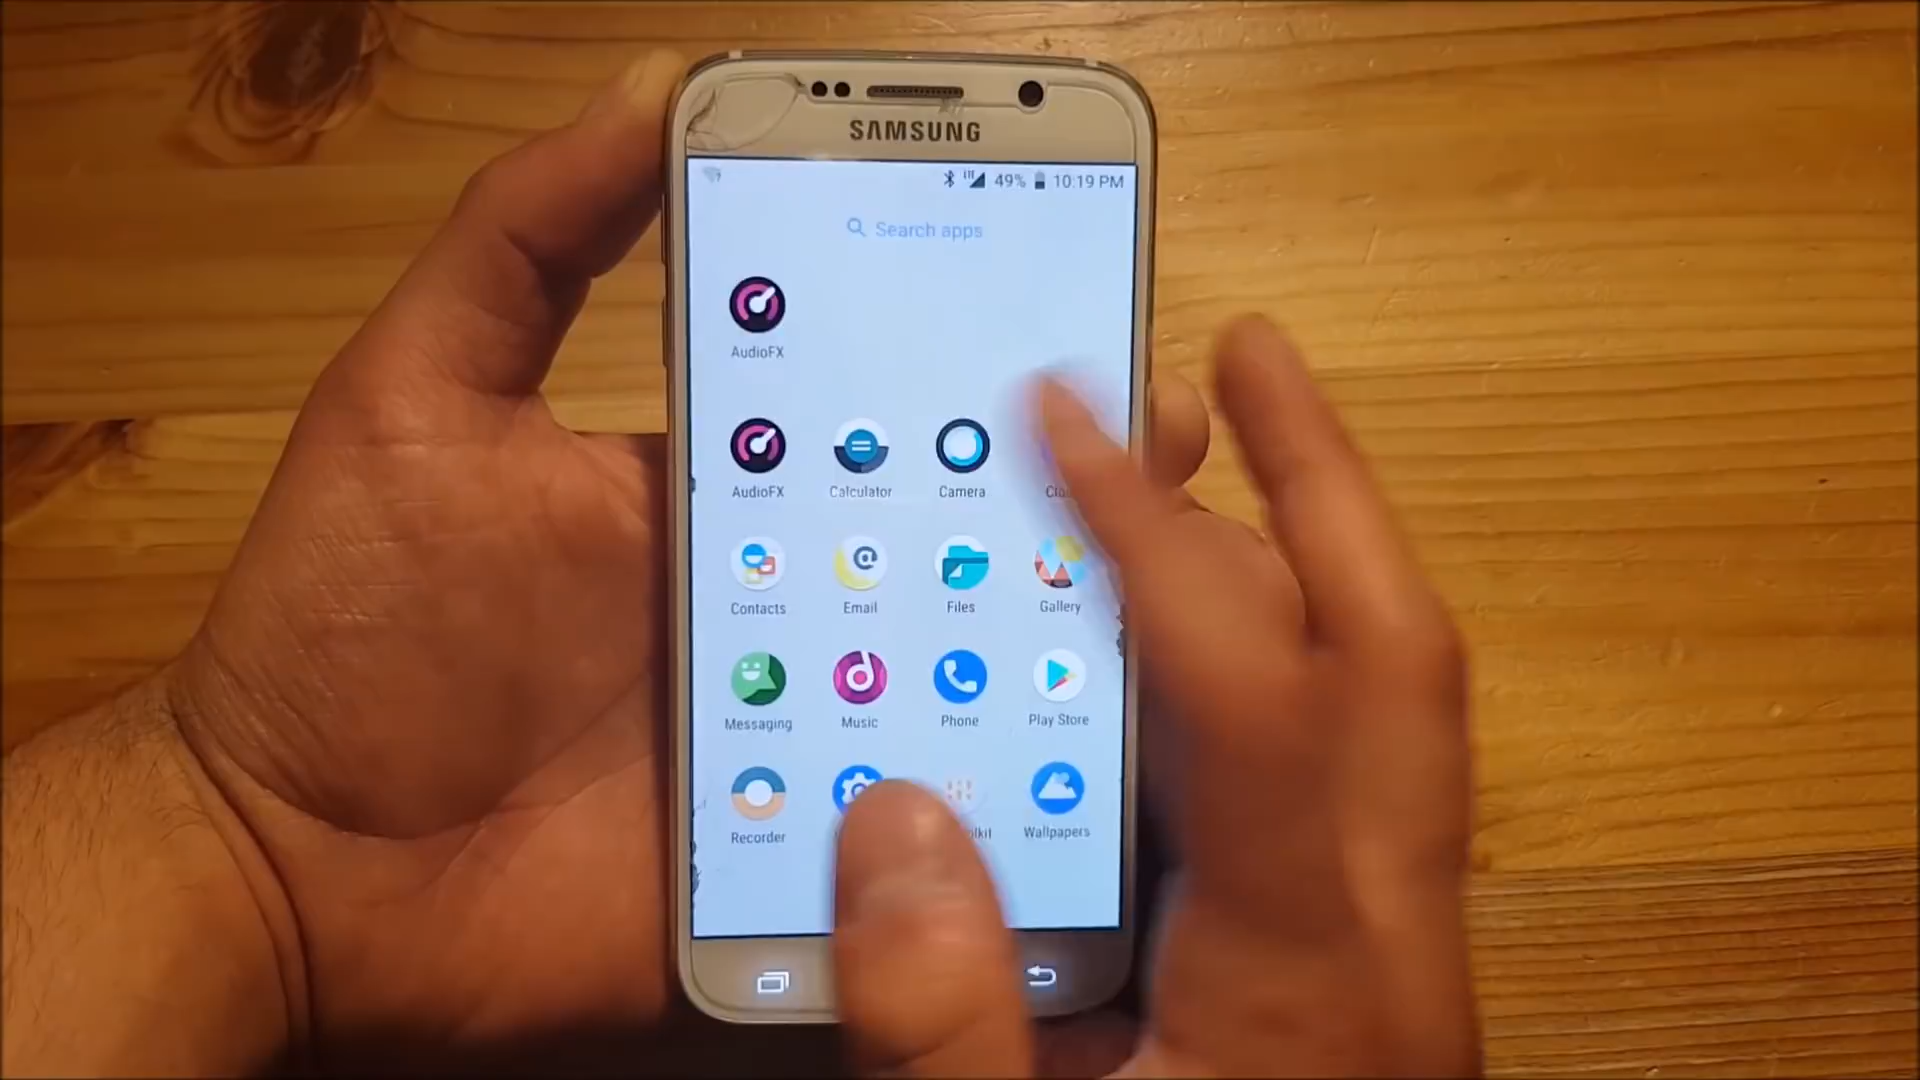 SAMSUNG
LTE 49% 10:19 PM
Search apps
AudioFX
AudioFX Calculator Camera
Contacts Email Files Gallery
Messaging Music Phone Play Store
Recorder Wallpapers